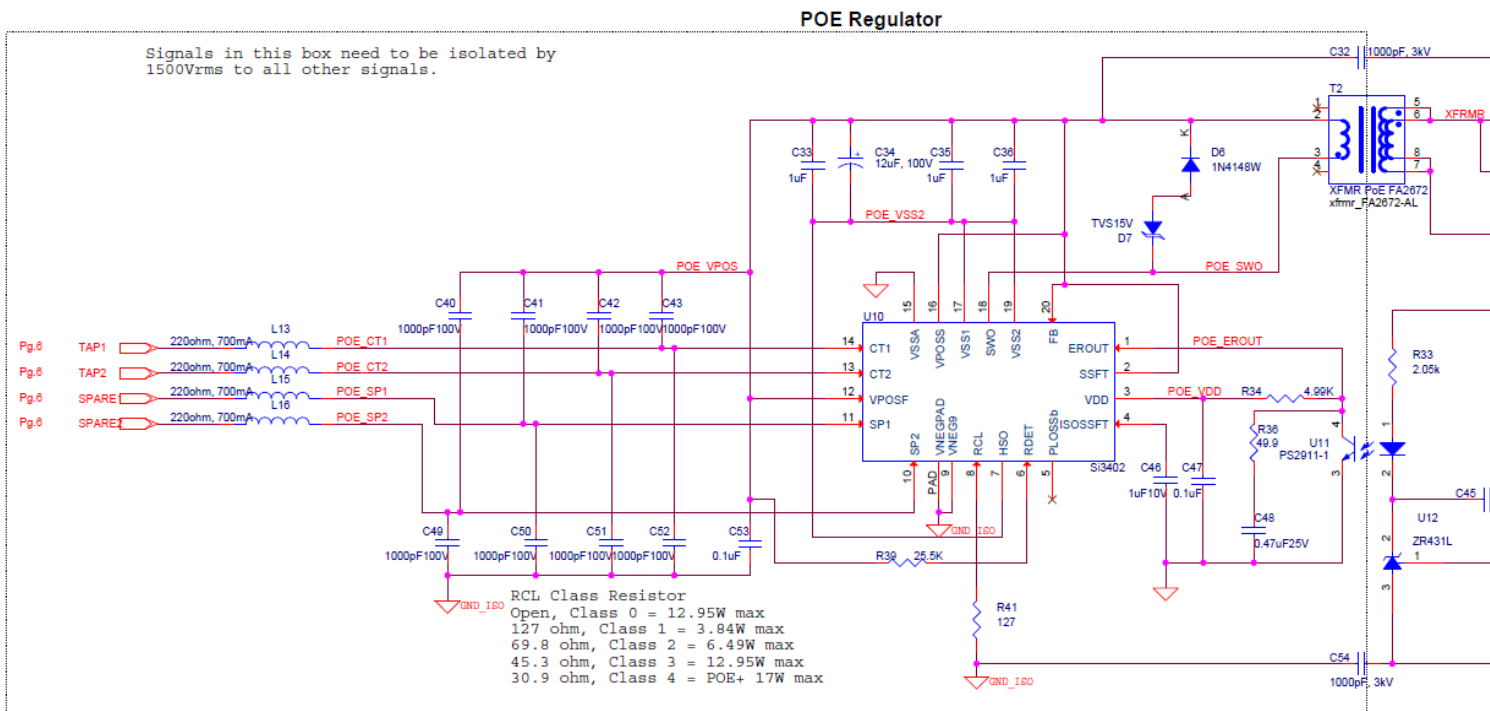 POE Regulator
Signals in this box need to be isolated by
1500Vrms to all other signals.
C32
1000pF, 3kV
T2
1
2
3
4
5
6
8
7
XFRMR
XFMR PoE FA2672
xfrmr_FA2672-AL
C33
1uF
C34
12uF, 100V
C35
1uF
C36
1uF
K
D6
1N4148W
A
TVS15V
D7
POE_VSS2
POE_VPOS
POE_SWO
C40
1000pF100V
C41
1000pF100V
C42
1000pF100V
C43
1000pF100V
U10
15
16
17
18
19
20
VSSA
VPOSS
VSS1
SWO
VSS2
FB
Pg.6 TAP1 220ohm, 700mA L13 POE_CT1 14 CT1
Pg.6 TAP2 220ohm, 700mA L14 POE_CT2 13 CT2
Pg.6 SPARE1 220ohm, 700mA L15 POE_SP1 12 VPOSF
Pg.6 SPARE2 220ohm, 700mA L16 POE_SP2 11 SP1
EROUT 1 POE_EROUT
SSFT 2
VDD 3 POE_VDD
ISOSSFT 4
SP2
VNEGPAD
VNEG9
RCL
HSO
RDET
PLOSSb
Si3402
10
PAD
9
8
7
6
5
GND_ISO
R34 4.99K
R36
49.9
U11
PS2911-1
4
3
R33
2.05k
1
2
C45
C46
1uF10V
C47
0.1uF
C48
0.47uF25V
U12
ZR431L
2
1
3
C49
1000pF100V
C50
1000pF100V
C51
1000pF100V
C52
1000pF100V
C53
0.1uF
R39 25.5K
GND_ISO
R41
127
GND_ISO
C54
1000pF, 3kV
RCL Class Resistor
Open, Class 0 = 12.95W max
127 ohm, Class 1 = 3.84W max
69.8 ohm, Class 2 = 6.49W max
45.3 ohm, Class 3 = 12.95W max
30.9 ohm, Class 4 = POE+ 17W max